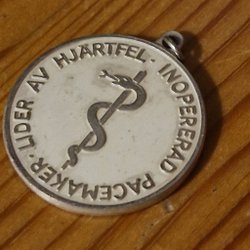 LIDER AV HJÄRTFEL · INOPERERAD PACEMAKER ·